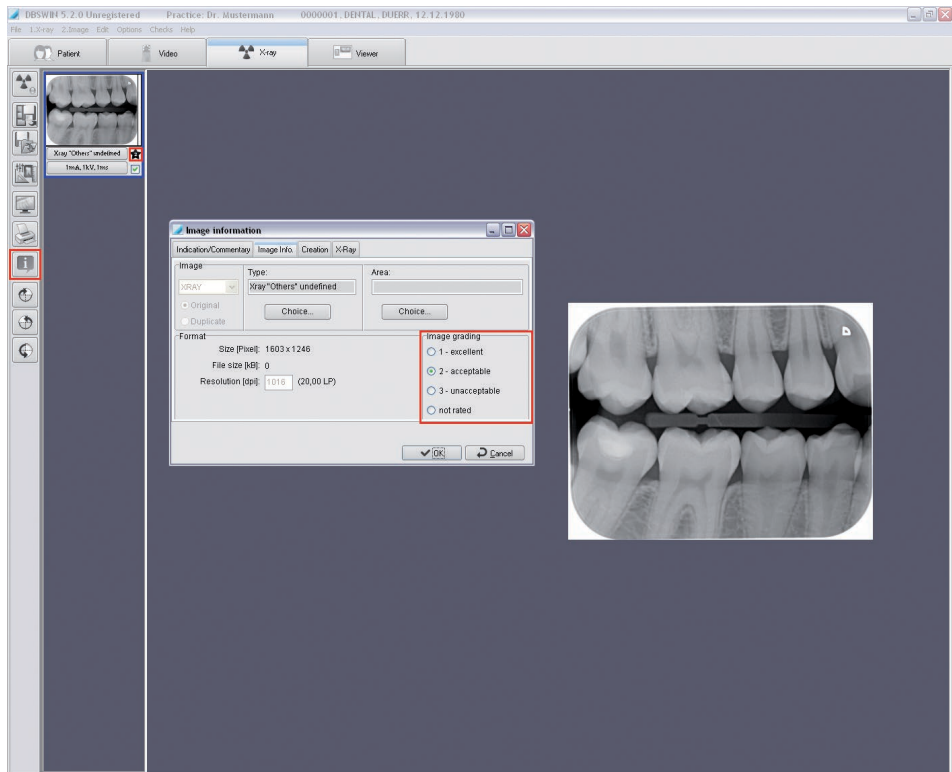 DBSWIN 5.2.0 Unregistered Practice: Dr. Mustermann 0000001, DENTAL, DUERR, 12.12.1980
File 1.X-ray 2.Image Edit Options Checks Help
Patient Video X-ray Viewer
Xray "Others" undefined 2
1mA, 1kV, 1ms
Image information
Indication/Commentary Image Info. Creation X-Ray
Image Type: Area:
XRAY Xray "Others" undefined
Original
Choice... Choice...
Duplicate
Format Image grading
Size [Pixel]: 1603 x 1246 1 - excellent
File size [kB]: 0 2 - acceptable
Resolution [dpi]: 1016 (20,00 LP) 3 - unacceptable
not rated
OK Cancel